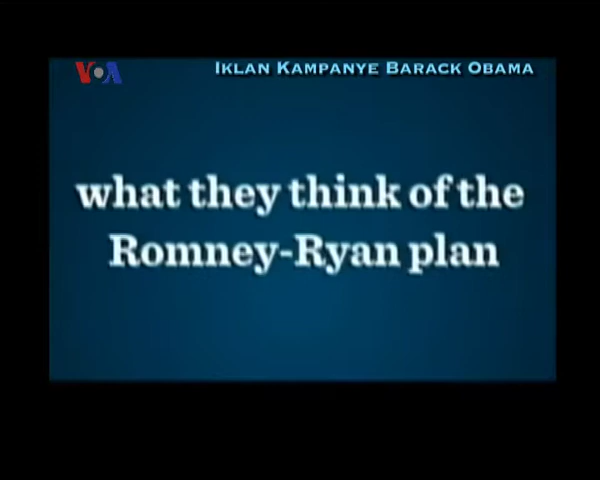 VOA
IKLAN KAMPANYE BARACK OBAMA
what they think of the
Romney-Ryan plan